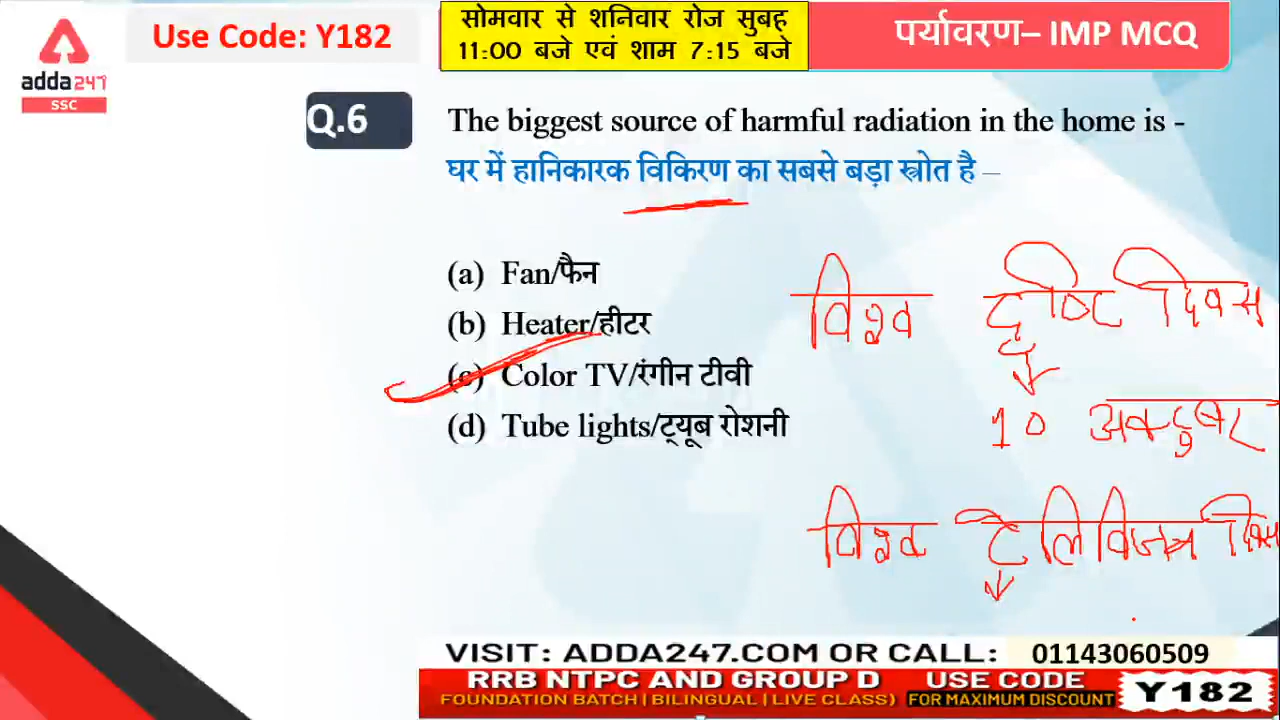 adda247
SSC
Use Code: Y182
सोमवार से शनिवार रोज सुबह
11:00 बजे एवं शाम 7:15 बजे
पर्यावरण– IMP MCQ
Q.6
The biggest source of harmful radiation in the home is -
घर में हानिकारक विकिरण का सबसे बड़ा स्त्रोत है –
(a) Fan/फैन
(b) Heater/हीटर
(c) Color TV/रंगीन टीवी
(d) Tube lights/ट्यूब रोशनी
विश्व दृष्टि दिवस
10 अक्टुबर
विश्व टेलिविजन दिवस
VISIT: ADDA247.COM OR CALL: 01143060509
RRB NTPC AND GROUP D
FOUNDATION BATCH | BILINGUAL | LIVE CLASS)
USE CODE
FOR MAXIMUM DISCOUNT
Y182